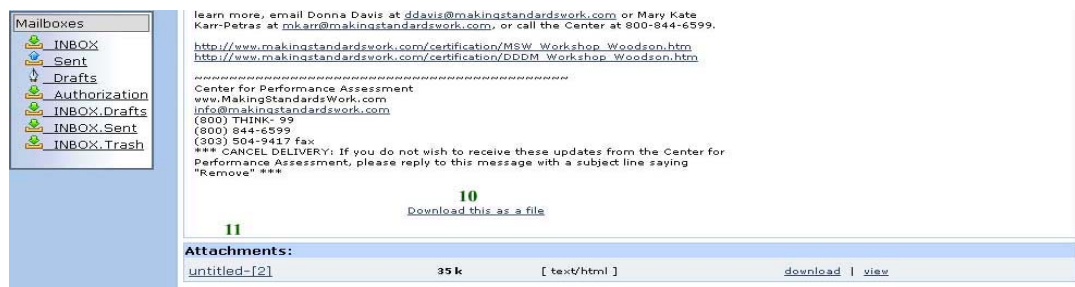 Mailboxes
INBOX
Sent
Drafts
Authorization
INBOX.Drafts
INBOX.Sent
INBOX.Trash
learn more, email Donna Davis at ddavis@makingstandardswork.com or Mary Kate
Karr-Petras at mkarr@makingstandardswork.com, or call the Center at 800-844-6599.
http://www.makingstandardswork.com/certification/MSW_Workshop_Woodson.htm
http://www.makingstandardswork.com/certification/DDDM_Workshop_Woodson.htm
~~~~~~~~~~~~~~~~~~~~~~~~~~~~~~~~~~~~~~~~~~~
Center for Performance Assessment
www.MakingStandardsWork.com
info@makingstandardswork.com
(800) THINK- 99
(800) 844-6599
(303) 504-9417 fax
*** CANCEL DELIVERY: If you do not wish to receive these updates from the Center for
Performance Assessment, please reply to this message with a subject line saying
"Remove" ***
10
Download this as a file
11
Attachments:
untitled-[2] 35 k [ text/html ] download | view